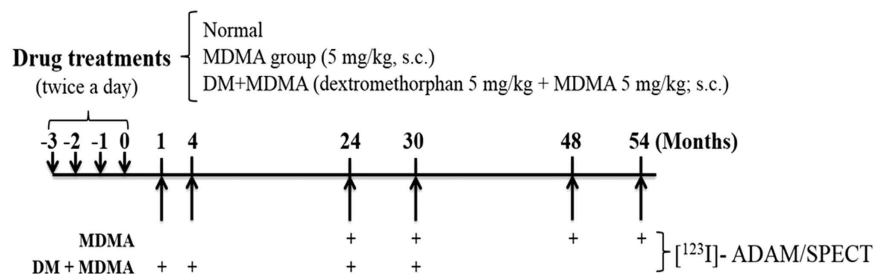 Normal
Drug treatments MDMA group (5 mg/kg, s.c.)
(twice a day) DM+MDMA (dextromethorphan 5 mg/kg + MDMA 5 mg/kg; s.c.)
-3 -2 -1 0 1 4 24 30 48 54 (Months)
MDMA + + + +
[¹²³I]- ADAM/SPECT
DM + MDMA + + + +